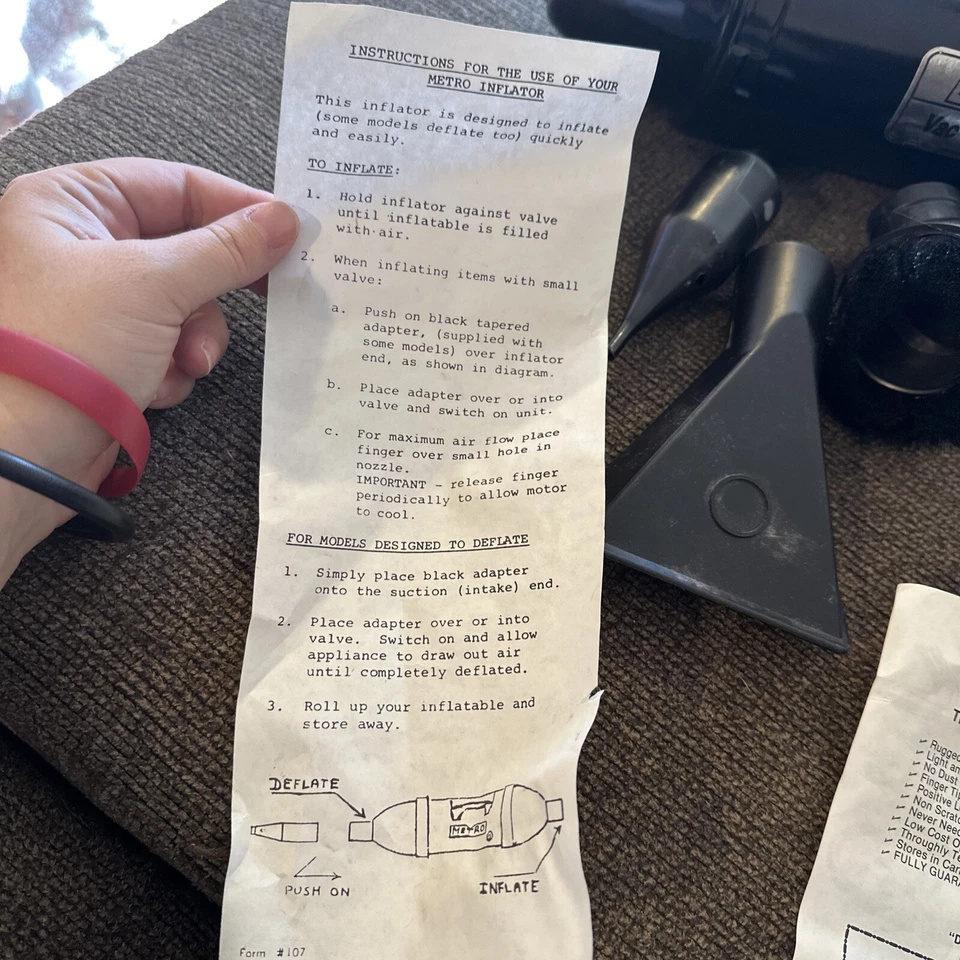 INSTRUCTIONS FOR THE USE OF YOUR
METRO INFLATOR
This inflator is designed to inflate
(some models deflate too) quickly
and easily.
TO INFLATE:
1. Hold inflator against valve
until inflatable is filled
with air.
2. When inflating items with small
valve:
a. Push on black tapered
adapter, (supplied with
some models) over inflator
end, as shown in diagram.
b. Place adapter over or into
valve and switch on unit.
c. For maximum air flow place
finger over small hole in
nozzle.
IMPORTANT - release finger
periodically to allow motor
to cool.
FOR MODELS DESIGNED TO DEFLATE
1. Simply place black adapter
onto the suction (intake) end.
2. Place adapter over or into
valve. Switch on and allow
appliance to draw out air
until completely deflated.
3. Roll up your inflatable and
store away.
DEFLATE
METRO
PUSH ON
INFLATE
Form #107
Vac
Rugged
Light an
No Dust
Finger Ti
Positive L
Non Scratc
Never Need
Low Cost O
Throughly Te
Stores in Can
FULLY GUARA
"D